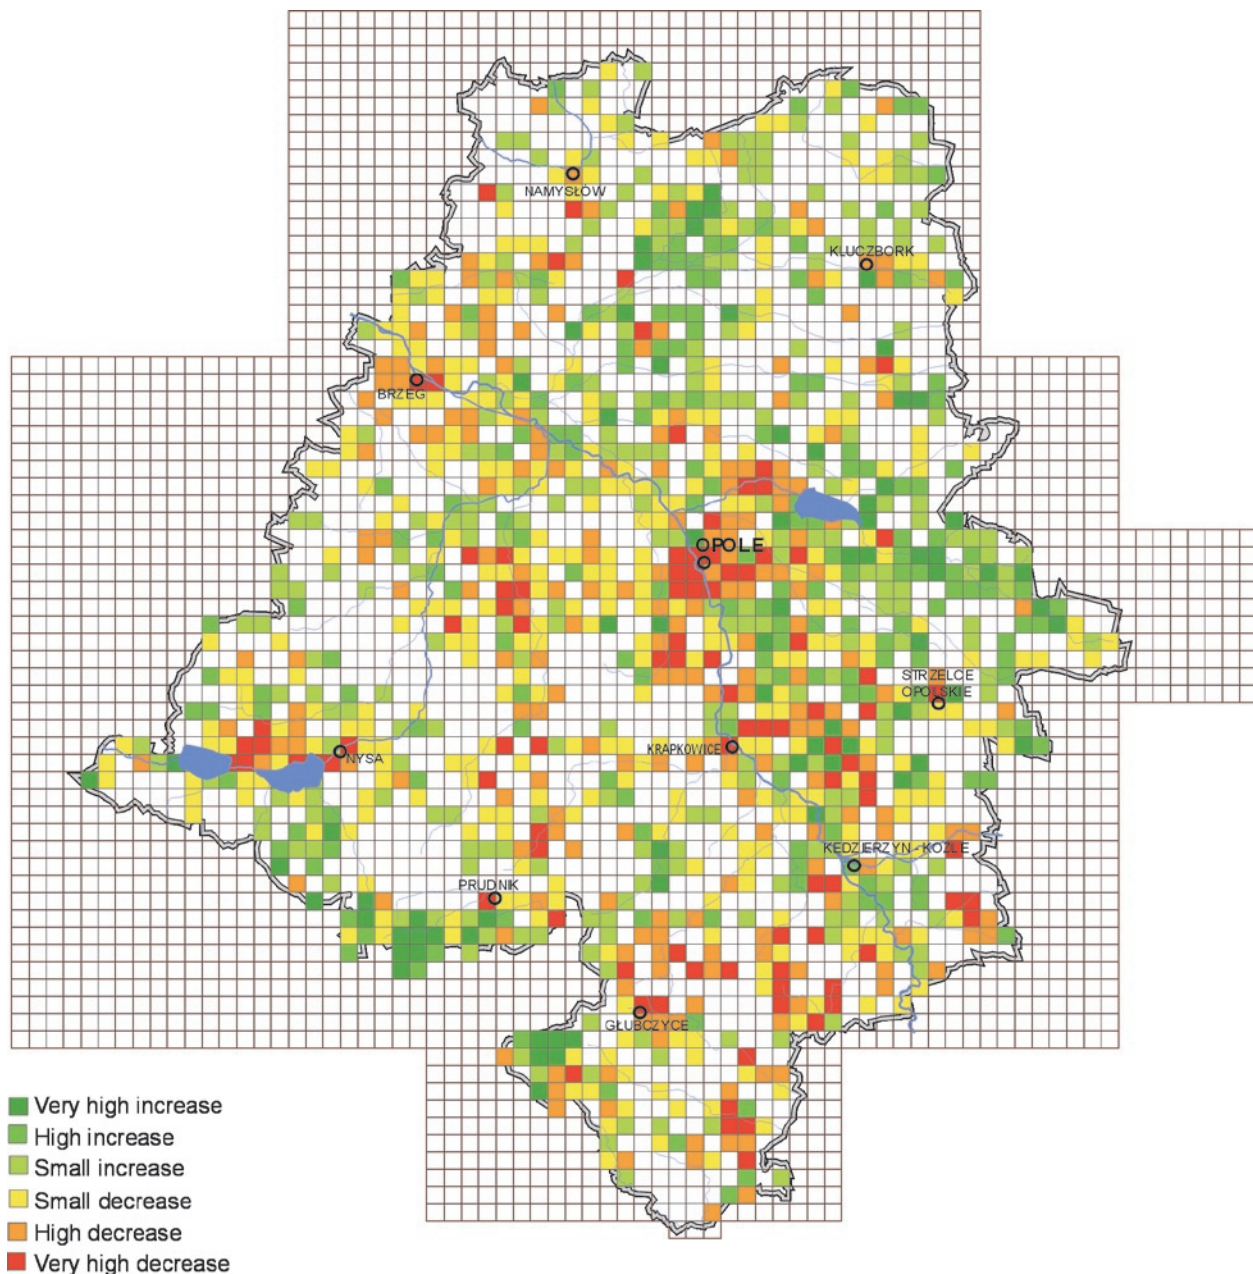 NAMYSŁÓW
KLUCZBORK
BRZEG
OPOLE
STRZELCE
OPOLSKIE
KRAPKOWICE
NYSA
KĘDZIERZYN - KOŹLE
PRUDNIK
GŁUBCZYCE
Very high increase
High increase
Small increase
Small decrease
High decrease
Very high decrease